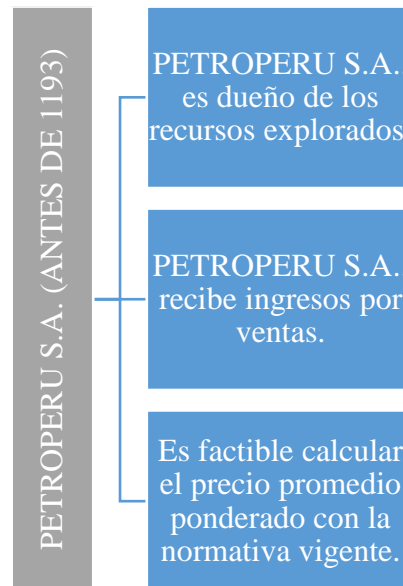 PETROPERU S.A. (ANTES DE 1193)
PETROPERU S.A.
es dueño de los
recursos explorados
PETROPERU S.A.
recibe ingresos por
ventas.
Es factible calcular
el precio promedio
ponderado con la
normativa vigente.